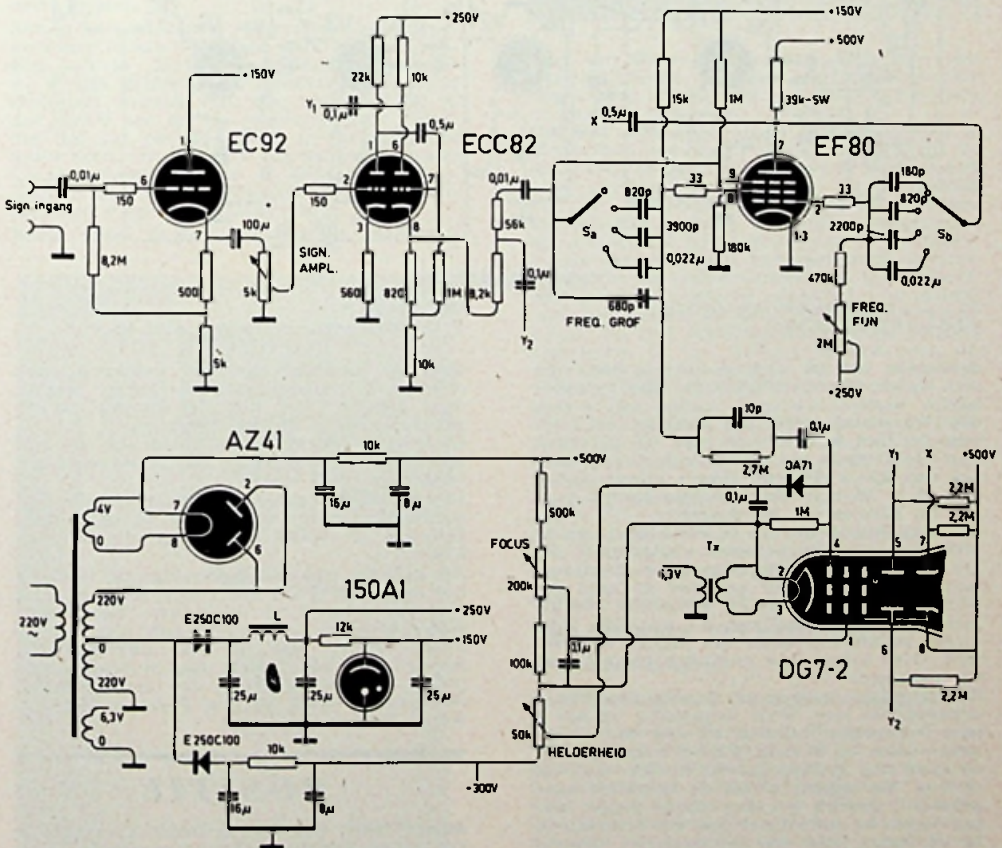 +250V
+150V
+500V
+150V
22k
10k
15k
1M
39k-5W
Y1
0,1µ
0,5µ
X
0,5µ
EC92
ECC82
EF80
1
1
6
7
0,01µ
6
2
7
0,01µ
9
8
180p
Sign ingang
150
150
820p
33
33
820p
7
100µ
3
8
56k
Sa
3900p
2
2200p
Sb
8,2M
SIGN.
AMPL.
0,022µ
180k
1-3
0,022µ
470k
500
5k
560
820
1M
8,2k
0,1µ
680p
FREQ. GROF
FREQ.
FIJN
5k
10k
Y2
2M
+250V
AZ41
10k
+500V
10p
0,1µ
2,7M
Y1
X
+500V
4V
0
7
8
2
6
16µ
8µ
500k
0,1µ
OA71
2,2M
2,2M
1M
FOCUS
4
5
7
220V
~
220V
0
220V
150A1
200k
6,3V
2
3
E250C100
L
+250V
12k
+150V
100k
0,1µ
1
6
8
DG7-2
25µ
25µ
25µ
2,2M
6,3V
0
50k
HELDERHEID
Y2
E250C100
10k
-300V
16µ
8µ